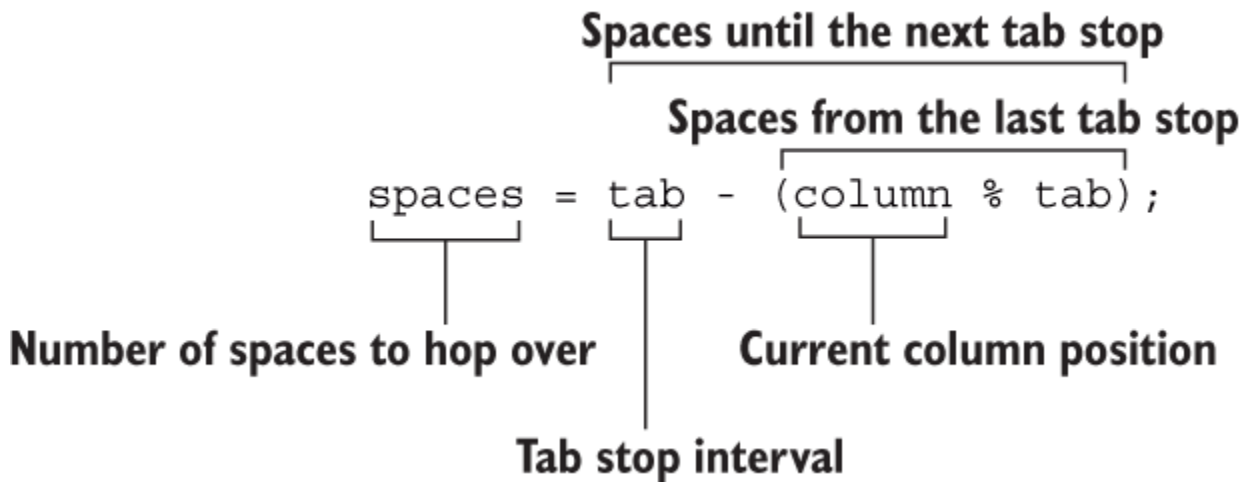 Spaces until the next tab stop
Spaces from the last tab stop
spaces = tab - (column % tab);
Number of spaces to hop over
Current column position
Tab stop interval